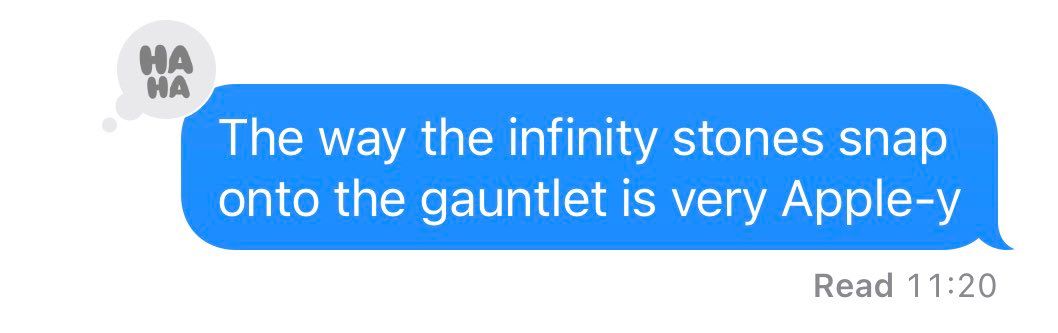 HA
HA
The way the infinity stones snap
onto the gauntlet is very Apple-y
Read 11:20